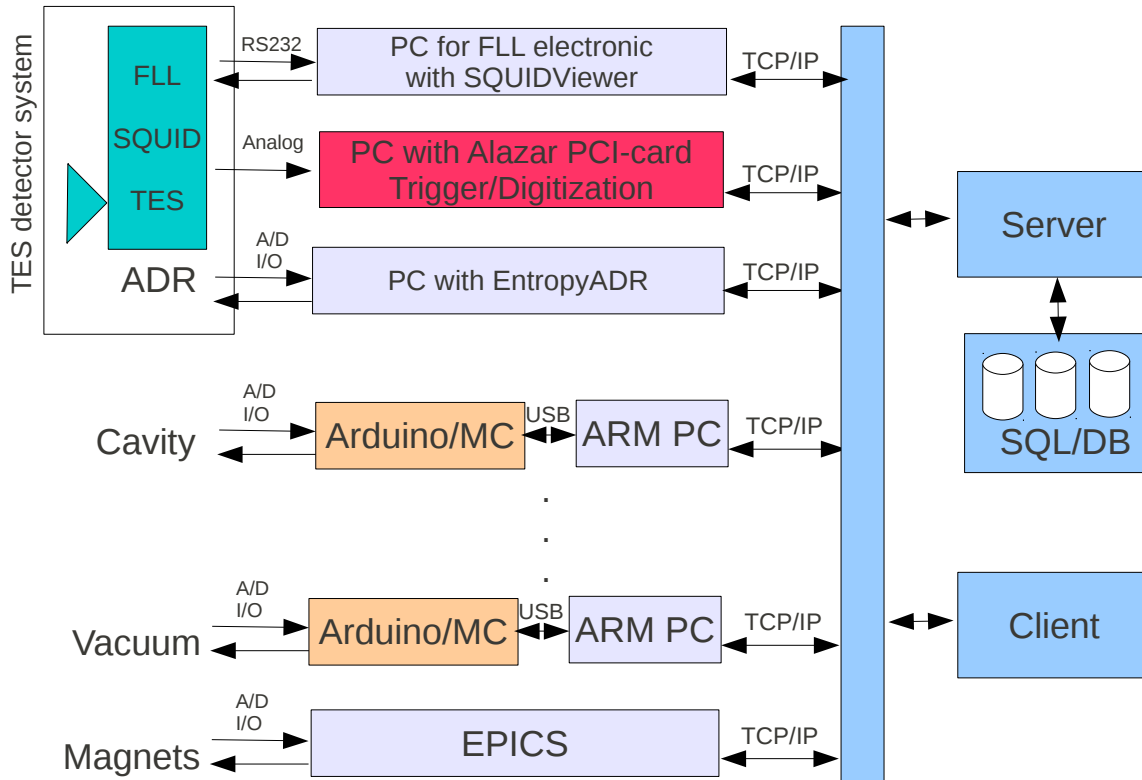 TES detector system
FLL
SQUID
TES
ADR
RS232
PC for FLL electronic
with SQUIDViewer
TCP/IP
Analog
PC with Alazar PCI-card
Trigger/Digitization
TCP/IP
A/D
I/O
PC with EntropyADR
TCP/IP
Server
SQL/DB
Cavity
A/D
I/O
Arduino/MC
USB
ARM PC
TCP/IP
.
.
.
Vacuum
A/D
I/O
Arduino/MC
USB
ARM PC
TCP/IP
Client
Magnets
A/D
I/O
EPICS
TCP/IP